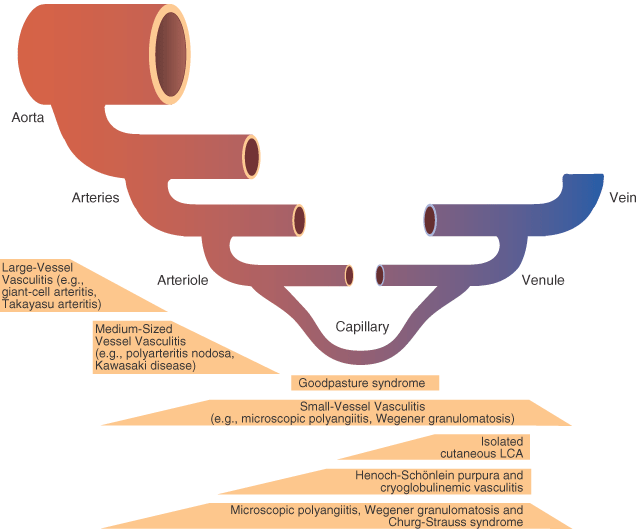 Aorta
Arteries
Vein
Large-Vessel
Vasculitis (e.g.,
giant-cell arteritis,
Takayasu arteritis)
Arteriole
Venule
Medium-Sized
Vessel Vasculitis
(e.g., polyarteritis nodosa,
Kawasaki disease)
Capillary
Goodpasture syndrome
Small-Vessel Vasculitis
(e.g., microscopic polyangiitis, Wegener granulomatosis)
Isolated
cutaneous LCA
Henoch-Schönlein purpura and
cryoglobulinemic vasculitis
Microscopic polyangiitis, Wegener granulomatosis and
Churg-Strauss syndrome